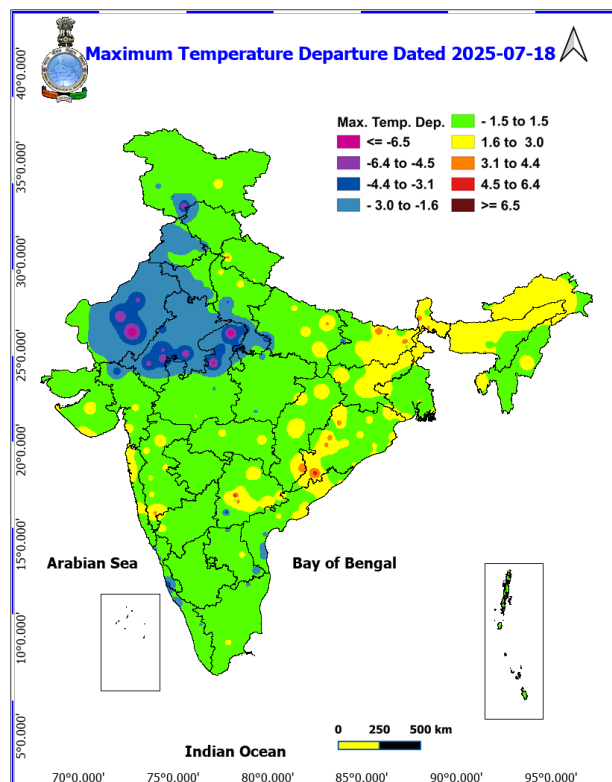 Maximum Temperature Departure Dated 2025-07-18
Max. Temp. Dep.
<= -6.5
-6.4 to -4.5
-4.4 to -3.1
- 3.0 to -1.6
- 1.5 to 1.5
1.6 to 3.0
3.1 to 4.4
4.5 to 6.4
>= 6.5
40°0.000'
35°0.000'
30°0.000'
25°0.000'
20°0.000'
15°0.000'
10°0.000'
5°0.000'
Arabian Sea
Bay of Bengal
Indian Ocean
0 250 500 km
70°0.000' 75°0.000' 80°0.000' 85°0.000' 90°0.000' 95°0.000'